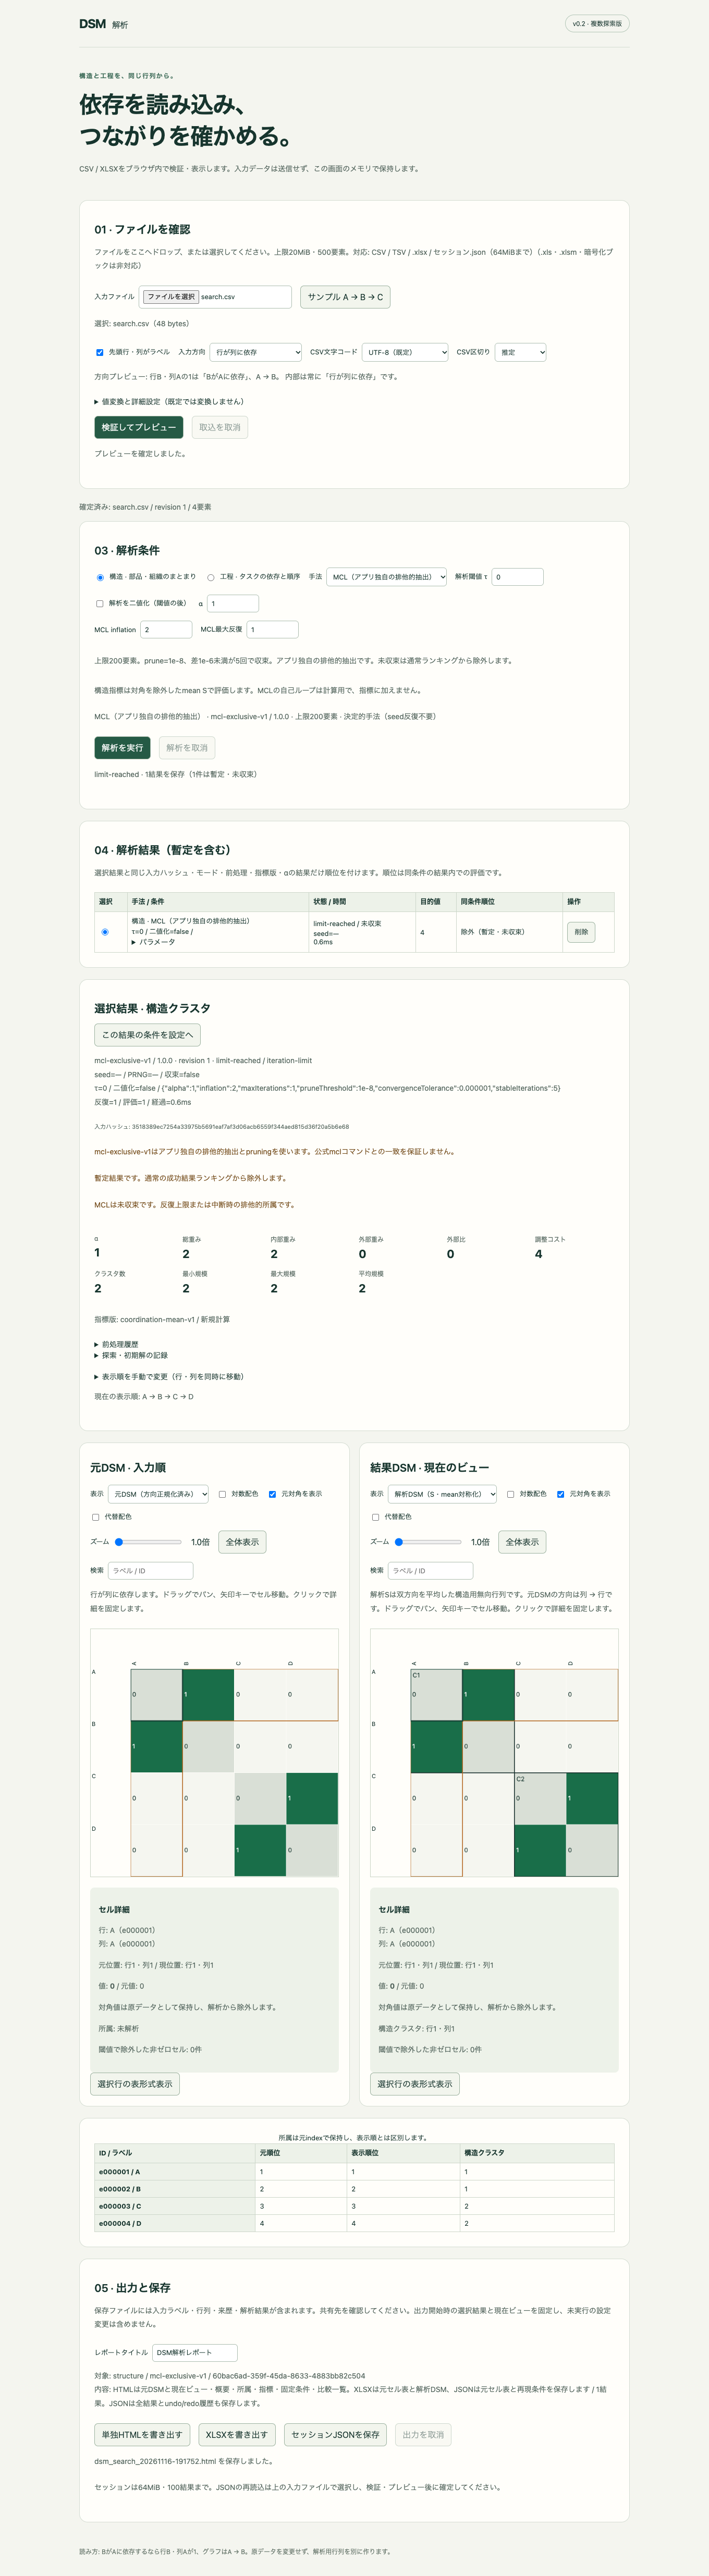 DSM 解析
v0.2 · 複数探索版
構造と工程を、同じ行列から。
依存を読み込み、
つながりを確かめる。
CSV / XLSXをブラウザ内で検証・表示します。入力データは送信せず、この画面のメモリで保持します。
01 · ファイルを確認
ファイルをここへドロップ、または選択してください。上限20MiB・500要素。対応: CSV / TSV / .xlsx / セッション.json（64MiBまで）（.xls・.xlsm・暗号化ブ
ックは非対応）
入力ファイル ファイルを選択 search.csv サンプル A → B → C
選択: search.csv（48 bytes）
先頭行・列がラベル 入力方向 行が列に依存 CSV文字コード UTF-8（既定） CSV区切り 推定
方向プレビュー: 行B・列Aの1は「BがAに依存」、A → B。 内部は常に「行が列に依存」です。
▶ 値変換と詳細設定（既定では変換しません）
検証してプレビュー 取込を取消
プレビューを確定しました。
確定済み: search.csv / revision 1 / 4要素
03 · 解析条件
構造 · 部品・組織のまとまり 工程 · タスクの依存と順序 手法 MCL（アプリ独自の排他的抽出） 解析閾値 τ 0
解析を二値化（閾値の後） α 1
MCL inflation 2 MCL最大反復 1
上限200要素。prune=1e-8、差1e-6未満が5回で収束。アプリ独自の排他的抽出です。未収束は通常ランキングから除外します。
構造指標は対角を除外したmean Sで評価します。MCLの自己ループは計算用で、指標に加えません。
MCL（アプリ独自の排他的抽出） · mcl-exclusive-v1 / 1.0.0 · 上限200要素 · 決定的手法（seed反復不要）
解析を実行 解析を取消
limit-reached · 1結果を保存（1件は暫定・未収束）
04 · 解析結果（暫定を含む）
選択結果と同じ入力ハッシュ・モード・前処理・指標版・αの結果だけ順位を付けます。順位は同条件の結果内での評価です。
選択 手法 / 条件 状態 / 時間 目的値 同条件順位 操作
構造 · MCL（アプリ独自の排他的抽出）
τ=0 / 二値化=false /
▶ パラメータ
limit-reached / 未収束
seed=—
0.6ms
4 除外（暫定・未収束） 削除
選択結果 · 構造クラスタ
この結果の条件を設定へ
mcl-exclusive-v1 / 1.0.0 · revision 1 · limit-reached / iteration-limit
seed=— / PRNG=— / 収束=false
τ=0 / 二値化=false / {"alpha":1,"inflation":2,"maxIterations":1,"pruneThreshold":1e-8,"convergenceTolerance":0.000001,"stableIterations":5}
反復=1 / 評価=1 / 経過=0.6ms
入力ハッシュ: 3518389ec7254a33975b5691eaf7af3d06acb6559f344aed815d36f20a5b6e68
mcl-exclusive-v1はアプリ独自の排他的抽出とpruningを使います。公式mclコマンドとの一致を保証しません。
暫定結果です。通常の成功結果ランキングから除外します。
MCLは未収束です。反復上限または中断時の排他的所属です。
α 総重み 内部重み 外部重み 外部比 調整コスト
1 2 2 0 0 4
クラスタ数 最小規模 最大規模 平均規模
2 2 2 2
指標版: coordination-mean-v1 / 新規計算
▶ 前処理履歴
▶ 探索・初期解の記録
▶ 表示順を手動で変更（行・列を同時に移動）
現在の表示順: A → B → C → D
元DSM · 入力順
表示 元DSM（方向正規化済み） 対数配色 元対角を表示
代替配色
ズーム 1.0倍 全体表示
検索 ラベル / ID
行が列に依存します。ドラッグでパン、矢印キーでセル移動。クリックで詳
細を固定します。
A B C D
A 0 1 0 0
B 1 0 0 0
C 0 0 0 1
D 0 0 1 0
セル詳細
行: A（e000001）
列: A（e000001）
元位置: 行1・列1 / 現位置: 行1・列1
値: 0 / 元値: 0
対角値は原データとして保持し、解析から除外します。
所属: 未解析
閾値で除外した非ゼロセル: 0件
選択行の表形式表示
結果DSM · 現在のビュー
表示 解析DSM（S・mean対称化） 対数配色 元対角を表示
代替配色
ズーム 1.0倍 全体表示
検索 ラベル / ID
解析Sは双方向を平均した構造用無向行列です。元DSMの方向は列 → 行で
す。ドラッグでパン、矢印キーでセル移動。クリックで詳細を固定します。
A B C D
C1
A 0 1 0 0
B 1 0 0 0
C2
C 0 0 0 1
D 0 0 1 0
セル詳細
行: A（e000001）
列: A（e000001）
元位置: 行1・列1 / 現位置: 行1・列1
値: 0 / 元値: 0
対角値は原データとして保持し、解析から除外します。
構造クラスタ: 行1・列1
閾値で除外した非ゼロセル: 0件
選択行の表形式表示
所属は元indexで保持し、表示順とは区別します。
ID / ラベル 元順位 表示順位 構造クラスタ
e000001 / A 1 1 1
e000002 / B 2 2 1
e000003 / C 3 3 2
e000004 / D 4 4 2
05 · 出力と保存
保存ファイルには入力ラベル・行列・来歴・解析結果が含まれます。共有先を確認してください。出力開始時の選択結果と現在ビューを固定し、未実行の設定
変更は含めません。
レポートタイトル DSM解析レポート
対象: structure / mcl-exclusive-v1 / 60bac6ad-359f-45da-8633-4883bb82c504
内容: HTMLは元DSMと現在ビュー・概要・所属・指標・固定条件・比較一覧。XLSXは元セル表と解析DSM、JSONは元セル表と再現条件を保存します / 1結
果。JSONは全結果とundo/redo履歴も保存します。
単独HTMLを書き出す XLSXを書き出す セッションJSONを保存 出力を取消
dsm_search_20261116-191752.html を保存しました。
セッションは64MiB・100結果まで。JSONの再読込は上の入力ファイルで選択し、検証・プレビュー後に確定してください。
読み方: BがAに依存するなら行B・列Aが1、グラフはA → B。原データを変更せず、解析用行列を別に作ります。